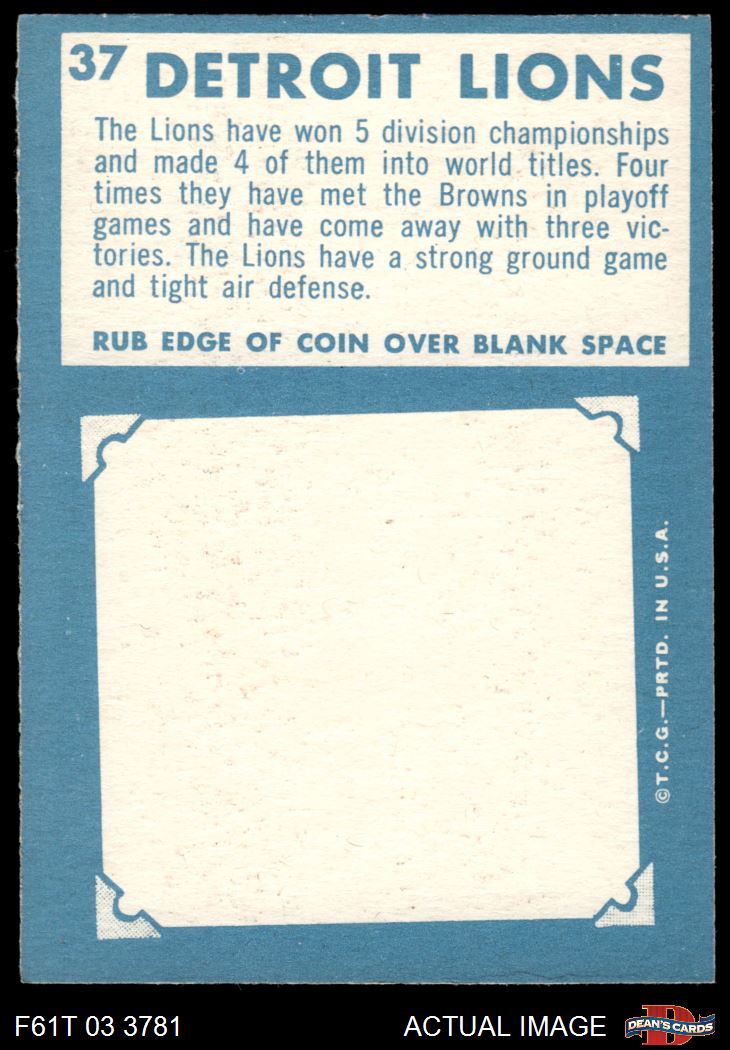 37 DETROIT LIONS
The Lions have won 5 division championships
and made 4 of them into world titles. Four
times they have met the Browns in playoff
games and have come away with three vic-
tories. The Lions have a strong ground game
and tight air defense.
RUB EDGE OF COIN OVER BLANK SPACE
©T.C.G.—PRTD. IN U.S.A.
F61T 03 3781
ACTUAL IMAGE
D
DEAN'S CARDS